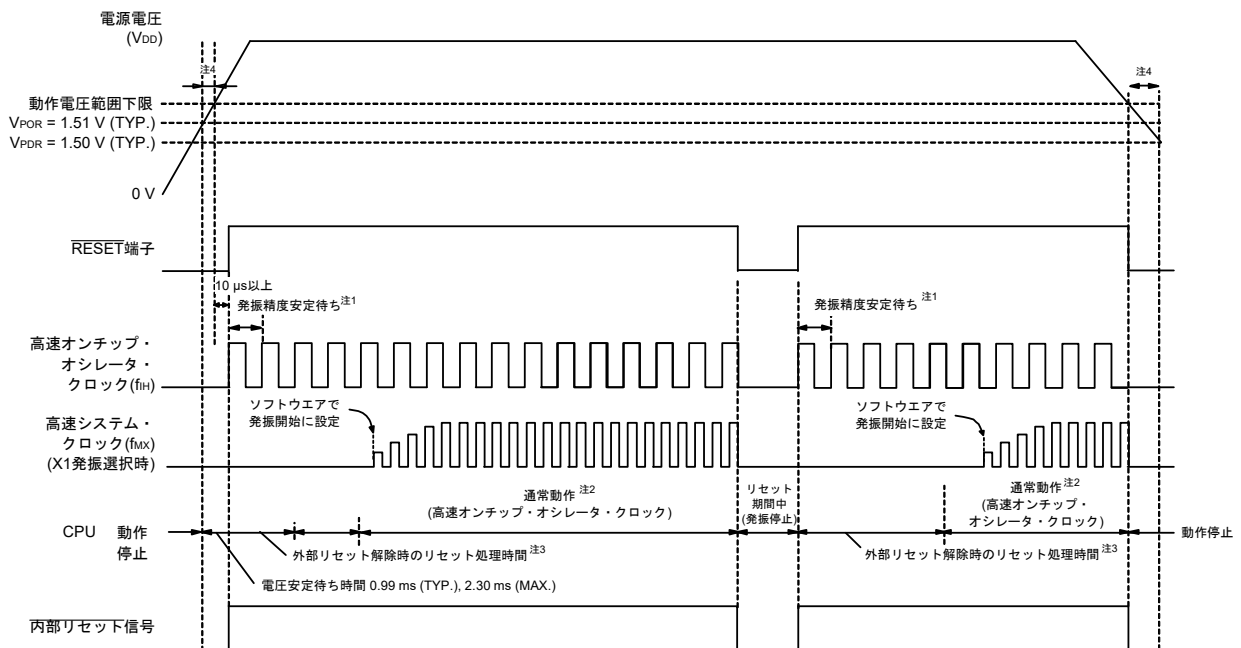 電源電圧
(VDD)
注4
注4
動作電圧範囲下限
VPOR = 1.51 V (TYP.)
VPDR = 1.50 V (TYP.)
0 V
RESET端子
10 μs以上
発振精度安定待ち注1
発振精度安定待ち注1
高速オンチップ・
オシレータ・
クロック(fIH)
ソフトウエアで
発振開始に設定
ソフトウエアで
発振開始に設定
高速システム・
クロック(fMX)
(X1発振選択時)
通常動作注2
(高速オンチップ・オシレータ・クロック)
リセット
期間中
(発振停止)
通常動作注2
(高速オンチップ・
オシレータ・クロック)
CPU 動作
停止
動作停止
外部リセット解除時のリセット処理時間注3
外部リセット解除時のリセット処理時間注3
電圧安定待ち時間 0.99 ms (TYP.), 2.30 ms (MAX.)
内部リセット信号